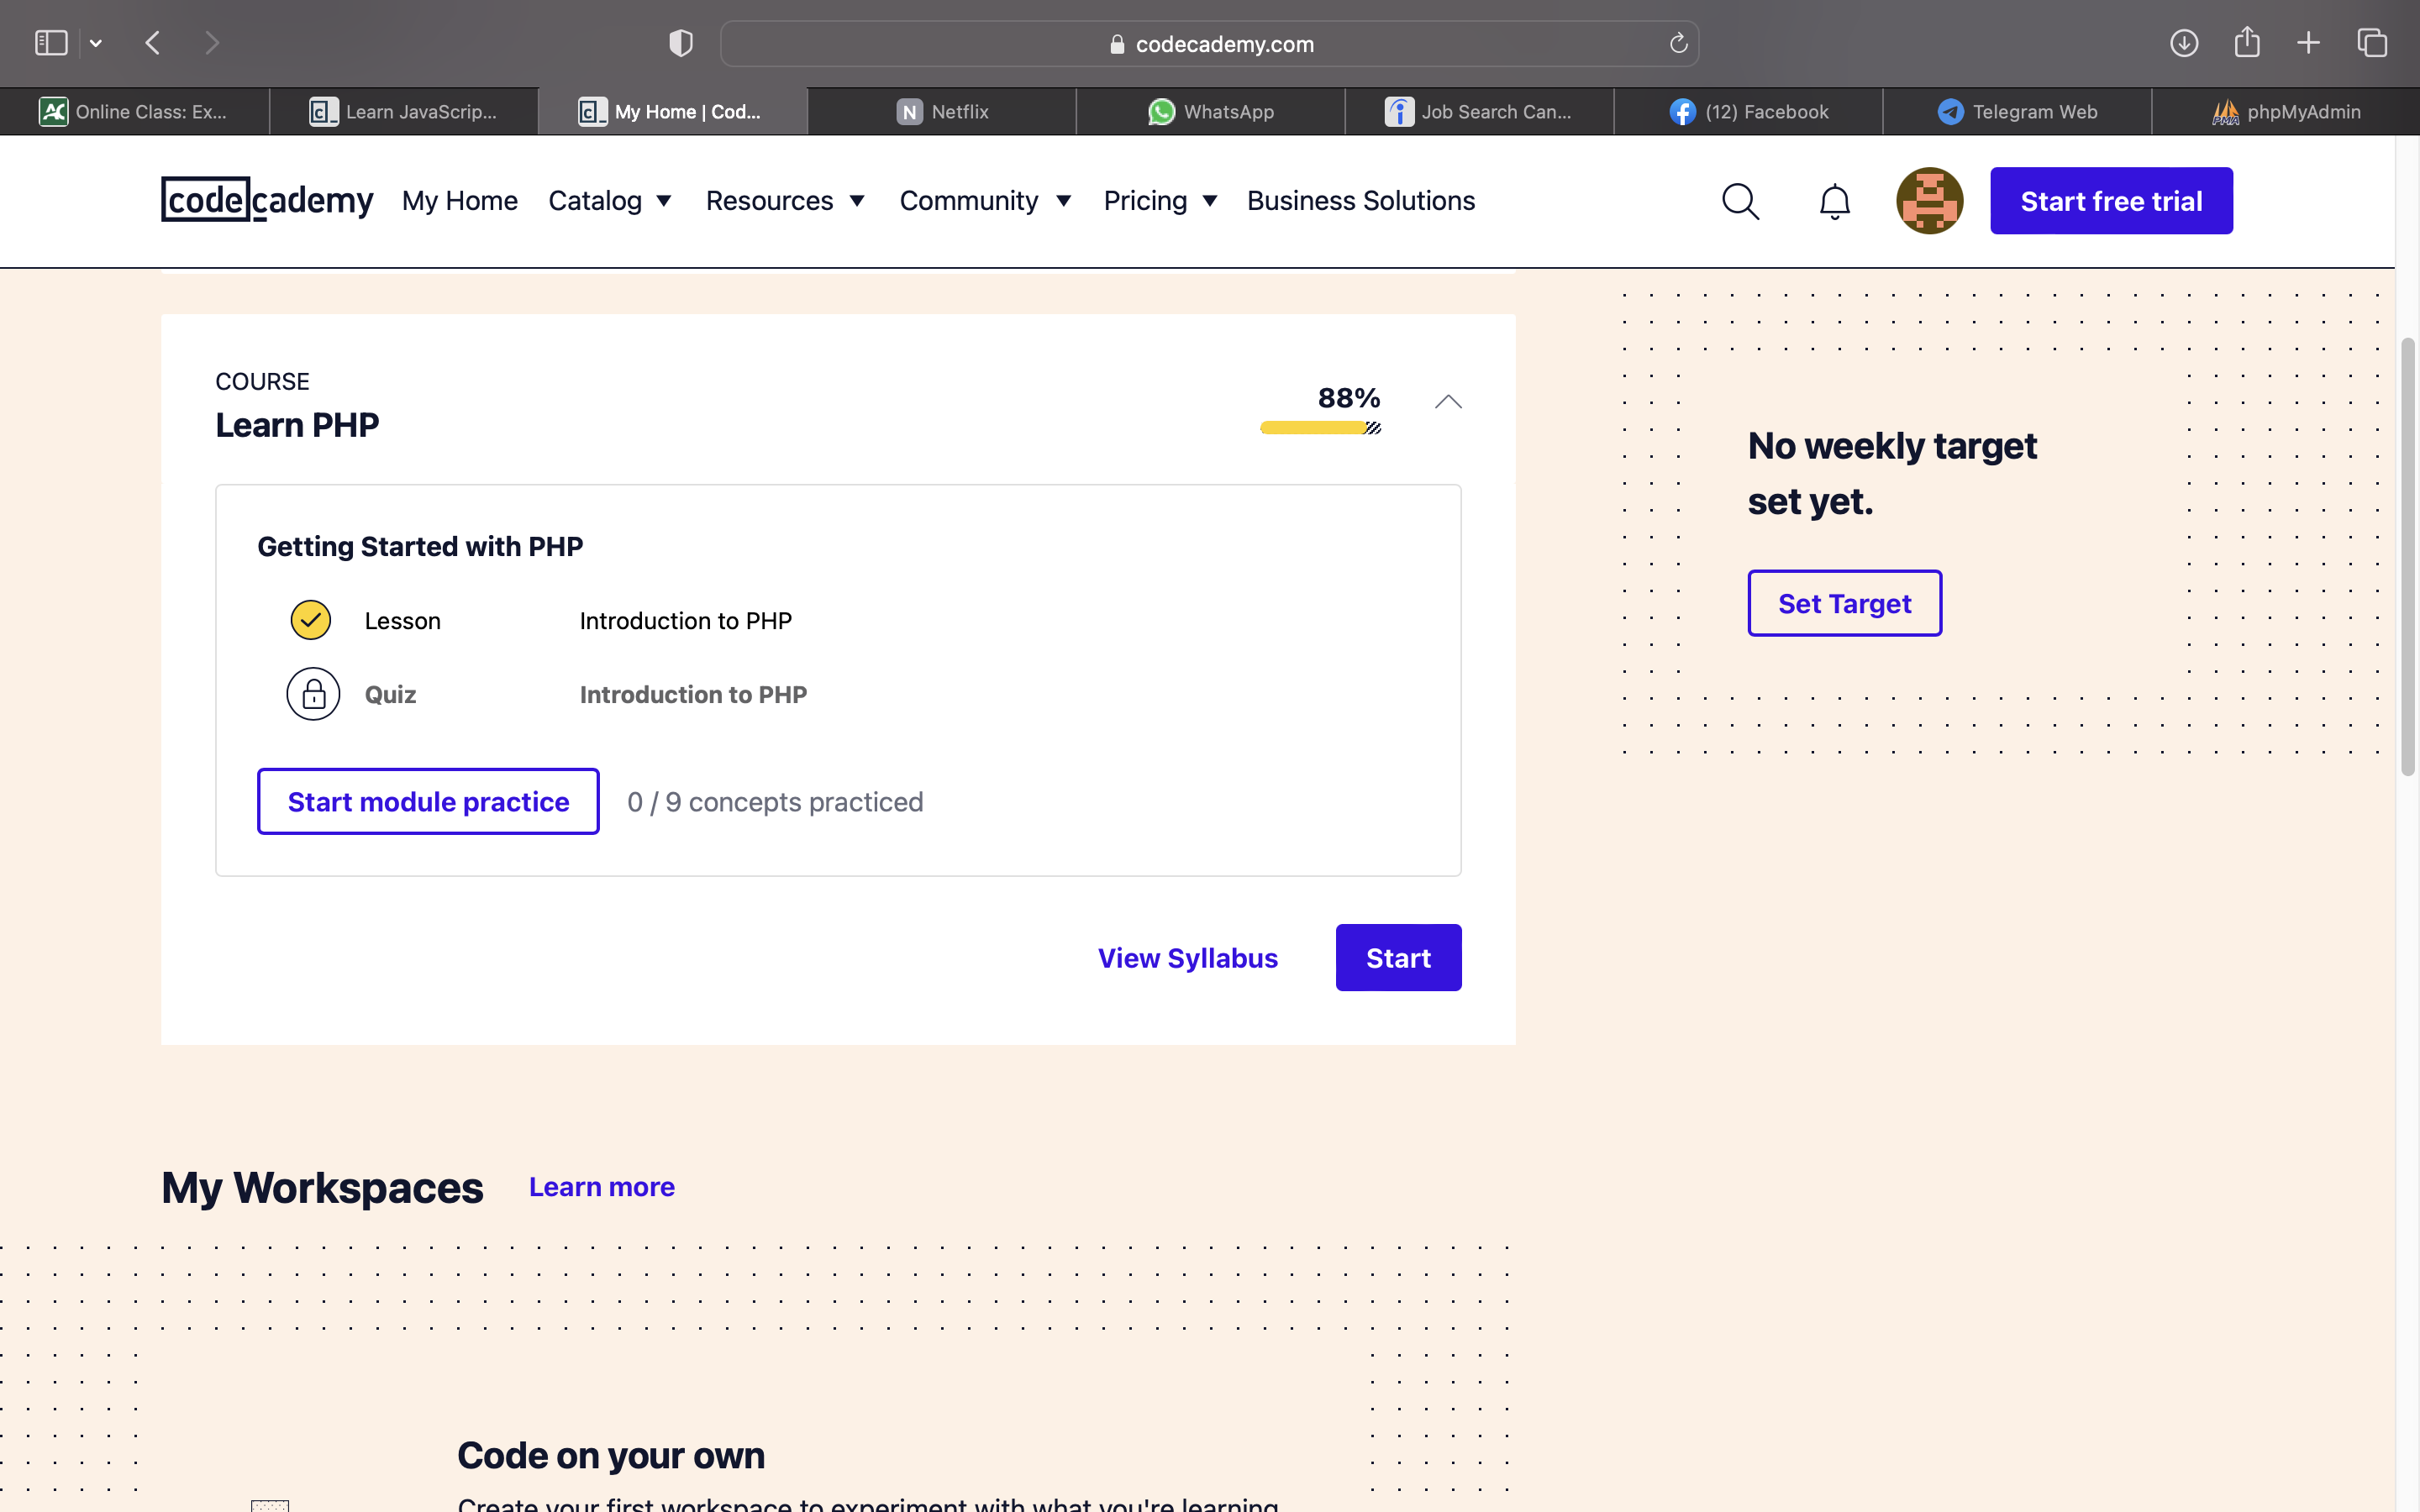 codecademy.com
Online Class: Ex...
Learn JavaScrip...
My Home | Cod...
Netflix
WhatsApp
Job Search Can...
(12) Facebook
Telegram Web
phpMyAdmin
codecademy My Home Catalog Resources Community Pricing Business Solutions Start free trial
COURSE
Learn PHP
88%
Getting Started with PHP
Lesson Introduction to PHP
Quiz Introduction to PHP
Start module practice 0 / 9 concepts practiced
View Syllabus Start
No weekly target
set yet.
Set Target
My Workspaces Learn more
Code on your own
Create your first workspace to experiment with what you're learning